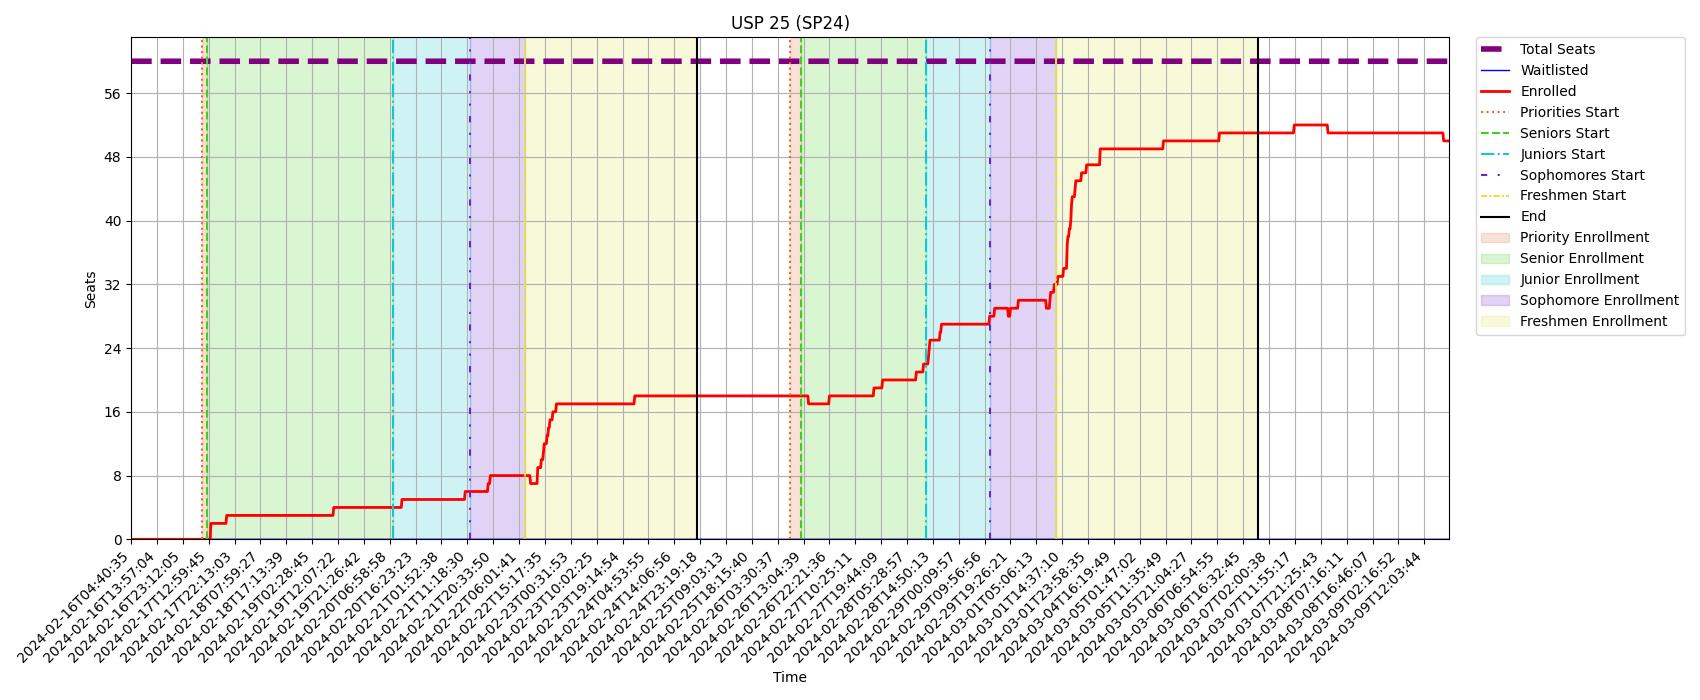 USP 25 (SP24)
Seats
56
48
40
32
24
16
8
0
2024-02-16T04:40:35
2024-02-16T13:57:04
2024-02-16T23:12:05
2024-02-17T12:59:45
2024-02-17T22:13:03
2024-02-18T07:59:27
2024-02-18T17:13:39
2024-02-19T02:28:45
2024-02-19T12:07:22
2024-02-19T21:26:42
2024-02-20T06:58:58
2024-02-20T16:23:23
2024-02-21T01:52:38
2024-02-21T11:18:30
2024-02-21T20:33:50
2024-02-22T06:01:41
2024-02-22T15:17:35
2024-02-23T00:31:53
2024-02-23T10:02:25
2024-02-23T19:14:54
2024-02-24T04:53:55
2024-02-24T14:06:56
2024-02-24T23:19:18
2024-02-25T09:03:13
2024-02-25T18:15:40
2024-02-26T03:30:37
2024-02-26T13:04:39
2024-02-26T22:21:36
2024-02-27T10:25:11
2024-02-27T19:44:09
2024-02-28T05:28:57
2024-02-28T14:50:13
2024-02-29T00:09:57
2024-02-29T09:56:56
2024-02-29T19:26:21
2024-03-01T05:06:13
2024-03-01T14:37:10
2024-03-01T23:58:35
2024-03-04T16:19:49
2024-03-05T01:47:02
2024-03-05T11:35:49
2024-03-05T21:04:27
2024-03-06T06:54:55
2024-03-06T16:32:45
2024-03-07T02:00:38
2024-03-07T11:55:17
2024-03-07T21:25:43
2024-03-08T07:16:11
2024-03-08T16:46:07
2024-03-09T02:16:52
2024-03-09T12:03:44
Time
Total Seats
Waitlisted
Enrolled
Priorities Start
Seniors Start
Juniors Start
Sophomores Start
Freshmen Start
End
Priority Enrollment
Senior Enrollment
Junior Enrollment
Sophomore Enrollment
Freshmen Enrollment